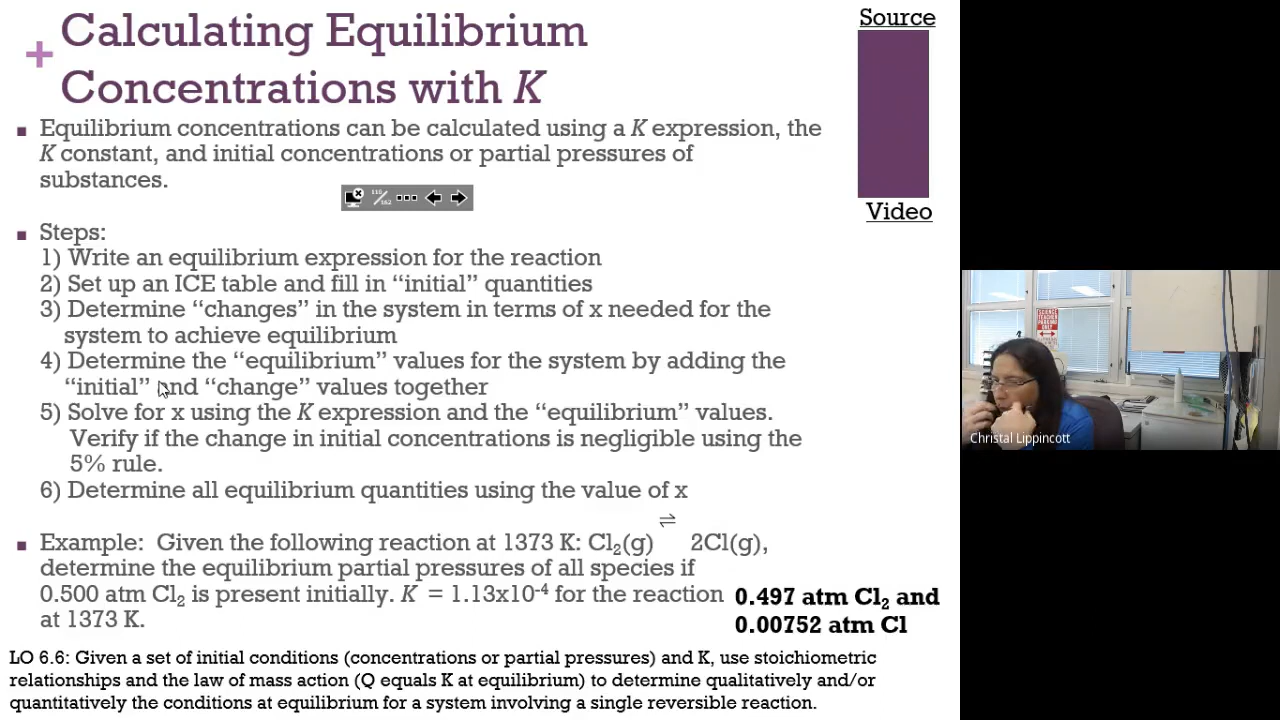 Calculating Equilibrium
+ Concentrations with K
Source
Video
■ Equilibrium concentrations can be calculated using a K expression, the
K constant, and initial concentrations or partial pressures of
substances.
110/162
■ Steps:
1) Write an equilibrium expression for the reaction
2) Set up an ICE table and fill in “initial” quantities
3) Determine “changes” in the system in terms of x needed for the
system to achieve equilibrium
4) Determine the “equilibrium” values for the system by adding the
“initial” and “change” values together
5) Solve for x using the K expression and the “equilibrium” values.
Verify if the change in initial concentrations is negligible using the
5% rule.
6) Determine all equilibrium quantities using the value of x
■ Example: Given the following reaction at 1373 K: Cl₂(g) ⇌ 2Cl(g),
determine the equilibrium partial pressures of all species if
0.500 atm Cl₂ is present initially. K = 1.13x10⁻⁴ for the reaction
at 1373 K.
0.497 atm Cl₂ and
0.00752 atm Cl
LO 6.6: Given a set of initial conditions (concentrations or partial pressures) and K, use stoichiometric
relationships and the law of mass action (Q equals K at equilibrium) to determine qualitatively and/or
quantitatively the conditions at equilibrium for a system involving a single reversible reaction.
SCIENCE
TEACHER
PARKING
ONLY
Christal Lippincott